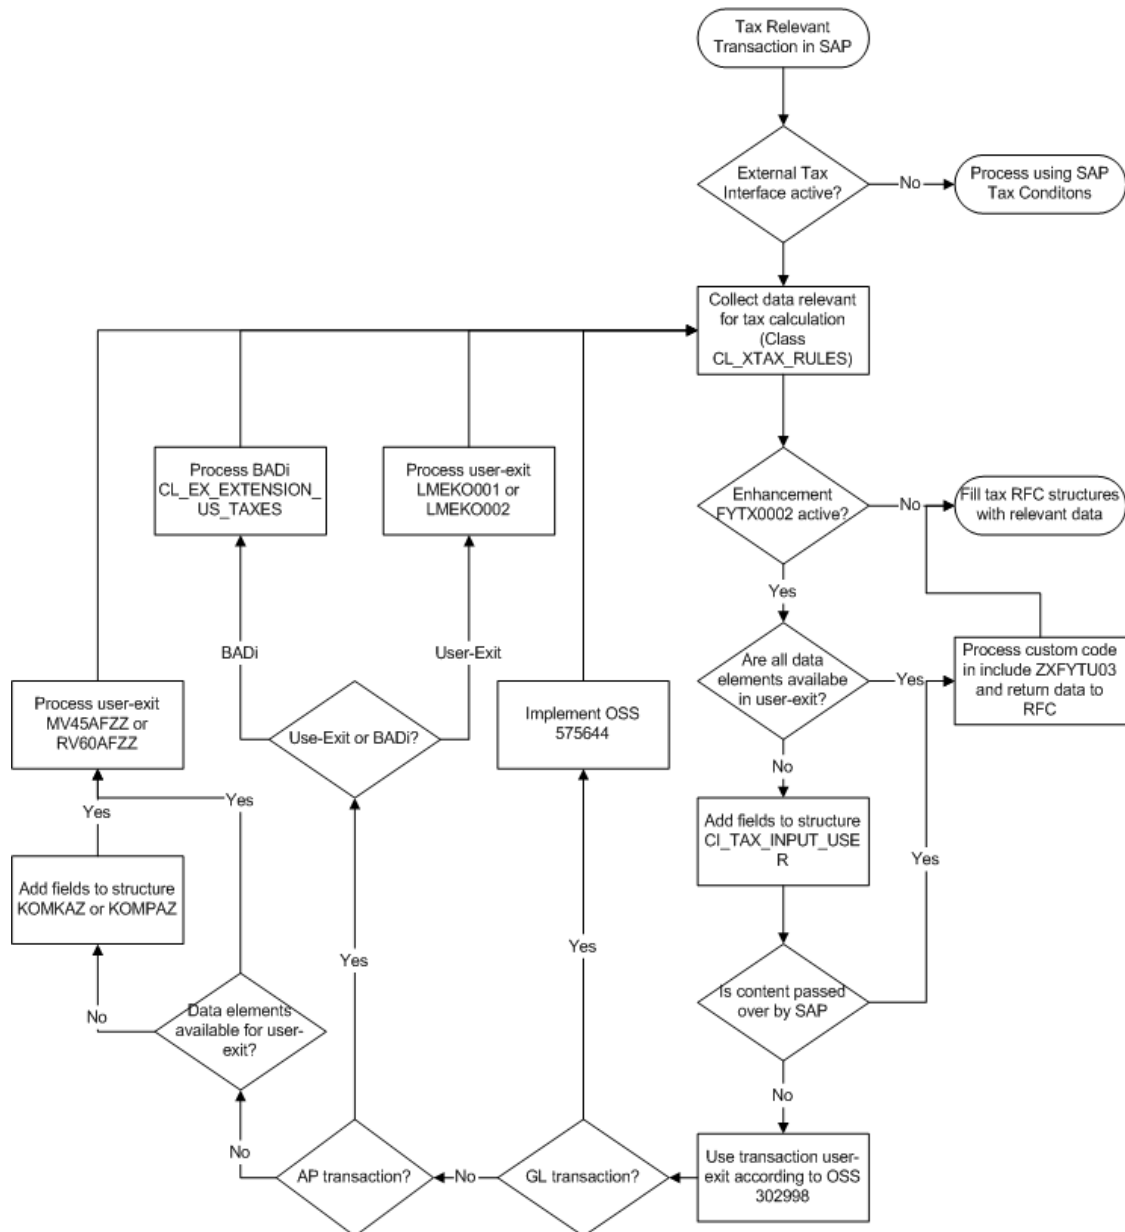 Tax Relevant
Transaction in SAP
External Tax
Interface active?
No
Process using SAP
Tax Conditons
Collect data relevant
for tax calculation
(Class
CL_XTAX_RULES)
Process BADi
CL_EX_EXTENSION_
US_TAXES
Process user-exit
LMEKO001 or
LMEKO002
Enhancement
FYTX0002 active?
No
Fill tax RFC structures
with relevant data
Yes
BADi
User-Exit
Are all data
elements availabe
in user-exit?
Yes
Process custom code
in include ZXFYTU03
and return data to
RFC
Process user-exit
MV45AFZZ or
RV60AFZZ
Use-Exit or BADi?
Implement OSS
575644
No
Yes
Yes
Add fields to structure
CI_TAX_INPUT_USE
R
Yes
Add fields to structure
KOMKAZ or KOMPAZ
Yes
Yes
Is content passed
over by SAP
No
Data elements
available for user-
exit?
No
No
AP transaction?
No
GL transaction?
Use transaction user-
exit according to OSS
302998